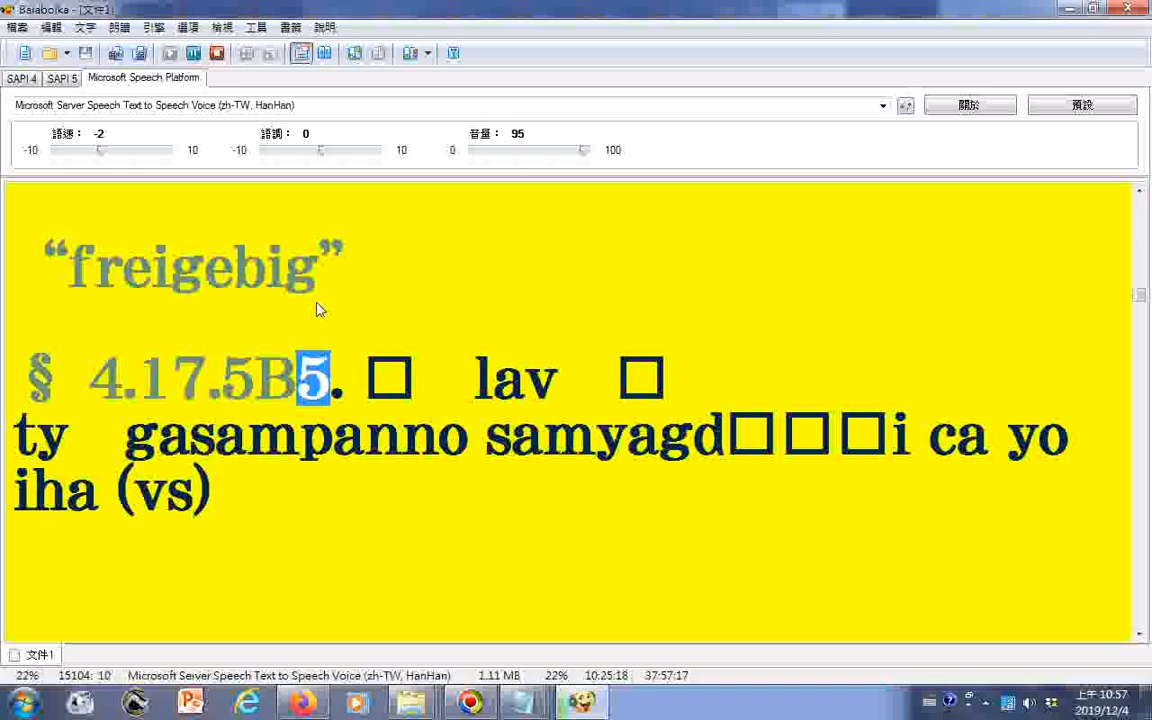 Balabolka - [文件1]
檔案 編輯 文字 朗讀 引擎 選項 檢視 工具 書籤 說明
SAPI 4 SAPI 5 Microsoft Speech Platform
Microsoft Server Speech Text to Speech Voice (zh-TW, HanHan) 關於 預設
語速： -2 語調： 0 音量： 95
-10 10 -10 10 0 100
“freigebig”
§ 4.17.5B5. □ lav □
ty gasampanno samyagd□□□i ca yo
iha (vs)
文件1
22% 15104: 10 Microsoft Server Speech Text to Speech Voice (zh-TW, HanHan) 1.11 MB 22% 10:25:18 37:57:17
上午 10:57
2019/12/4